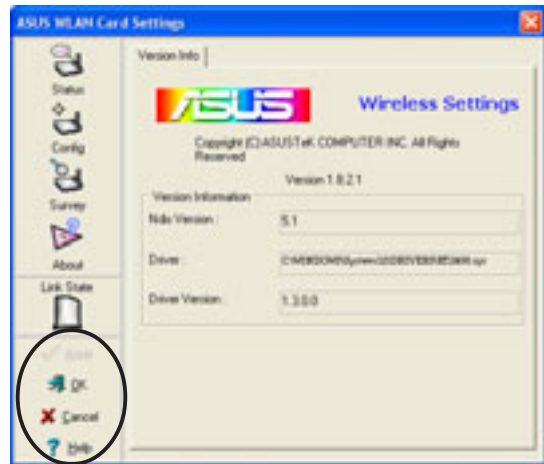 ASUS WLAN Card Settings
Status
Config
Survey
About
Link State
Apply
OK
Cancel
Help
Version Info
ASUS
Wireless Settings
Copyright (C) ASUSTeK COMPUTER INC. All Rights
Reserved
Version 1.8.2.1
Version Information
Ndis Version :
5.1
Driver :
Driver Version :
1.3.0.0